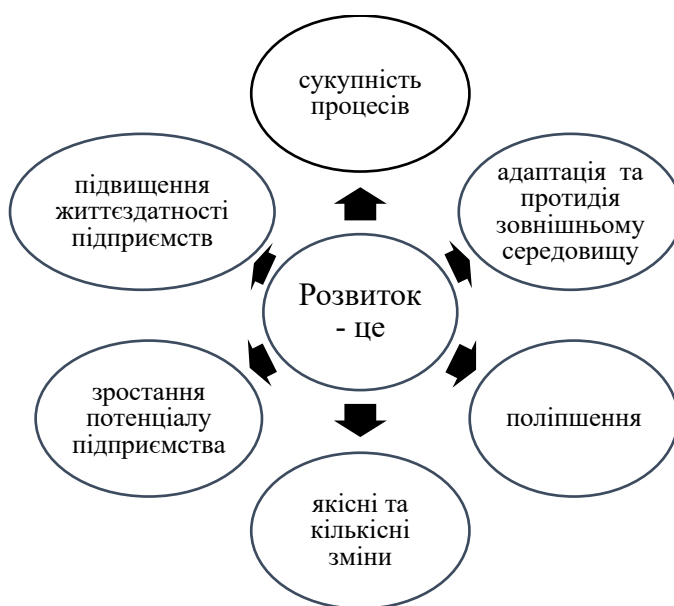 сукупність
процесів
адаптація та
протидія
зовнішньому
середовищу
поліпшення
якісні та
кількісні
зміни
зростання
потенціалу
підприємства
підвищення
життєздатності
підприємств
Розвиток
- це